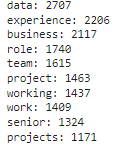 data: 2707
experience: 2206
business: 2117
role: 1740
team: 1615
project: 1463
working: 1437
work: 1409
senior: 1324
projects: 1171